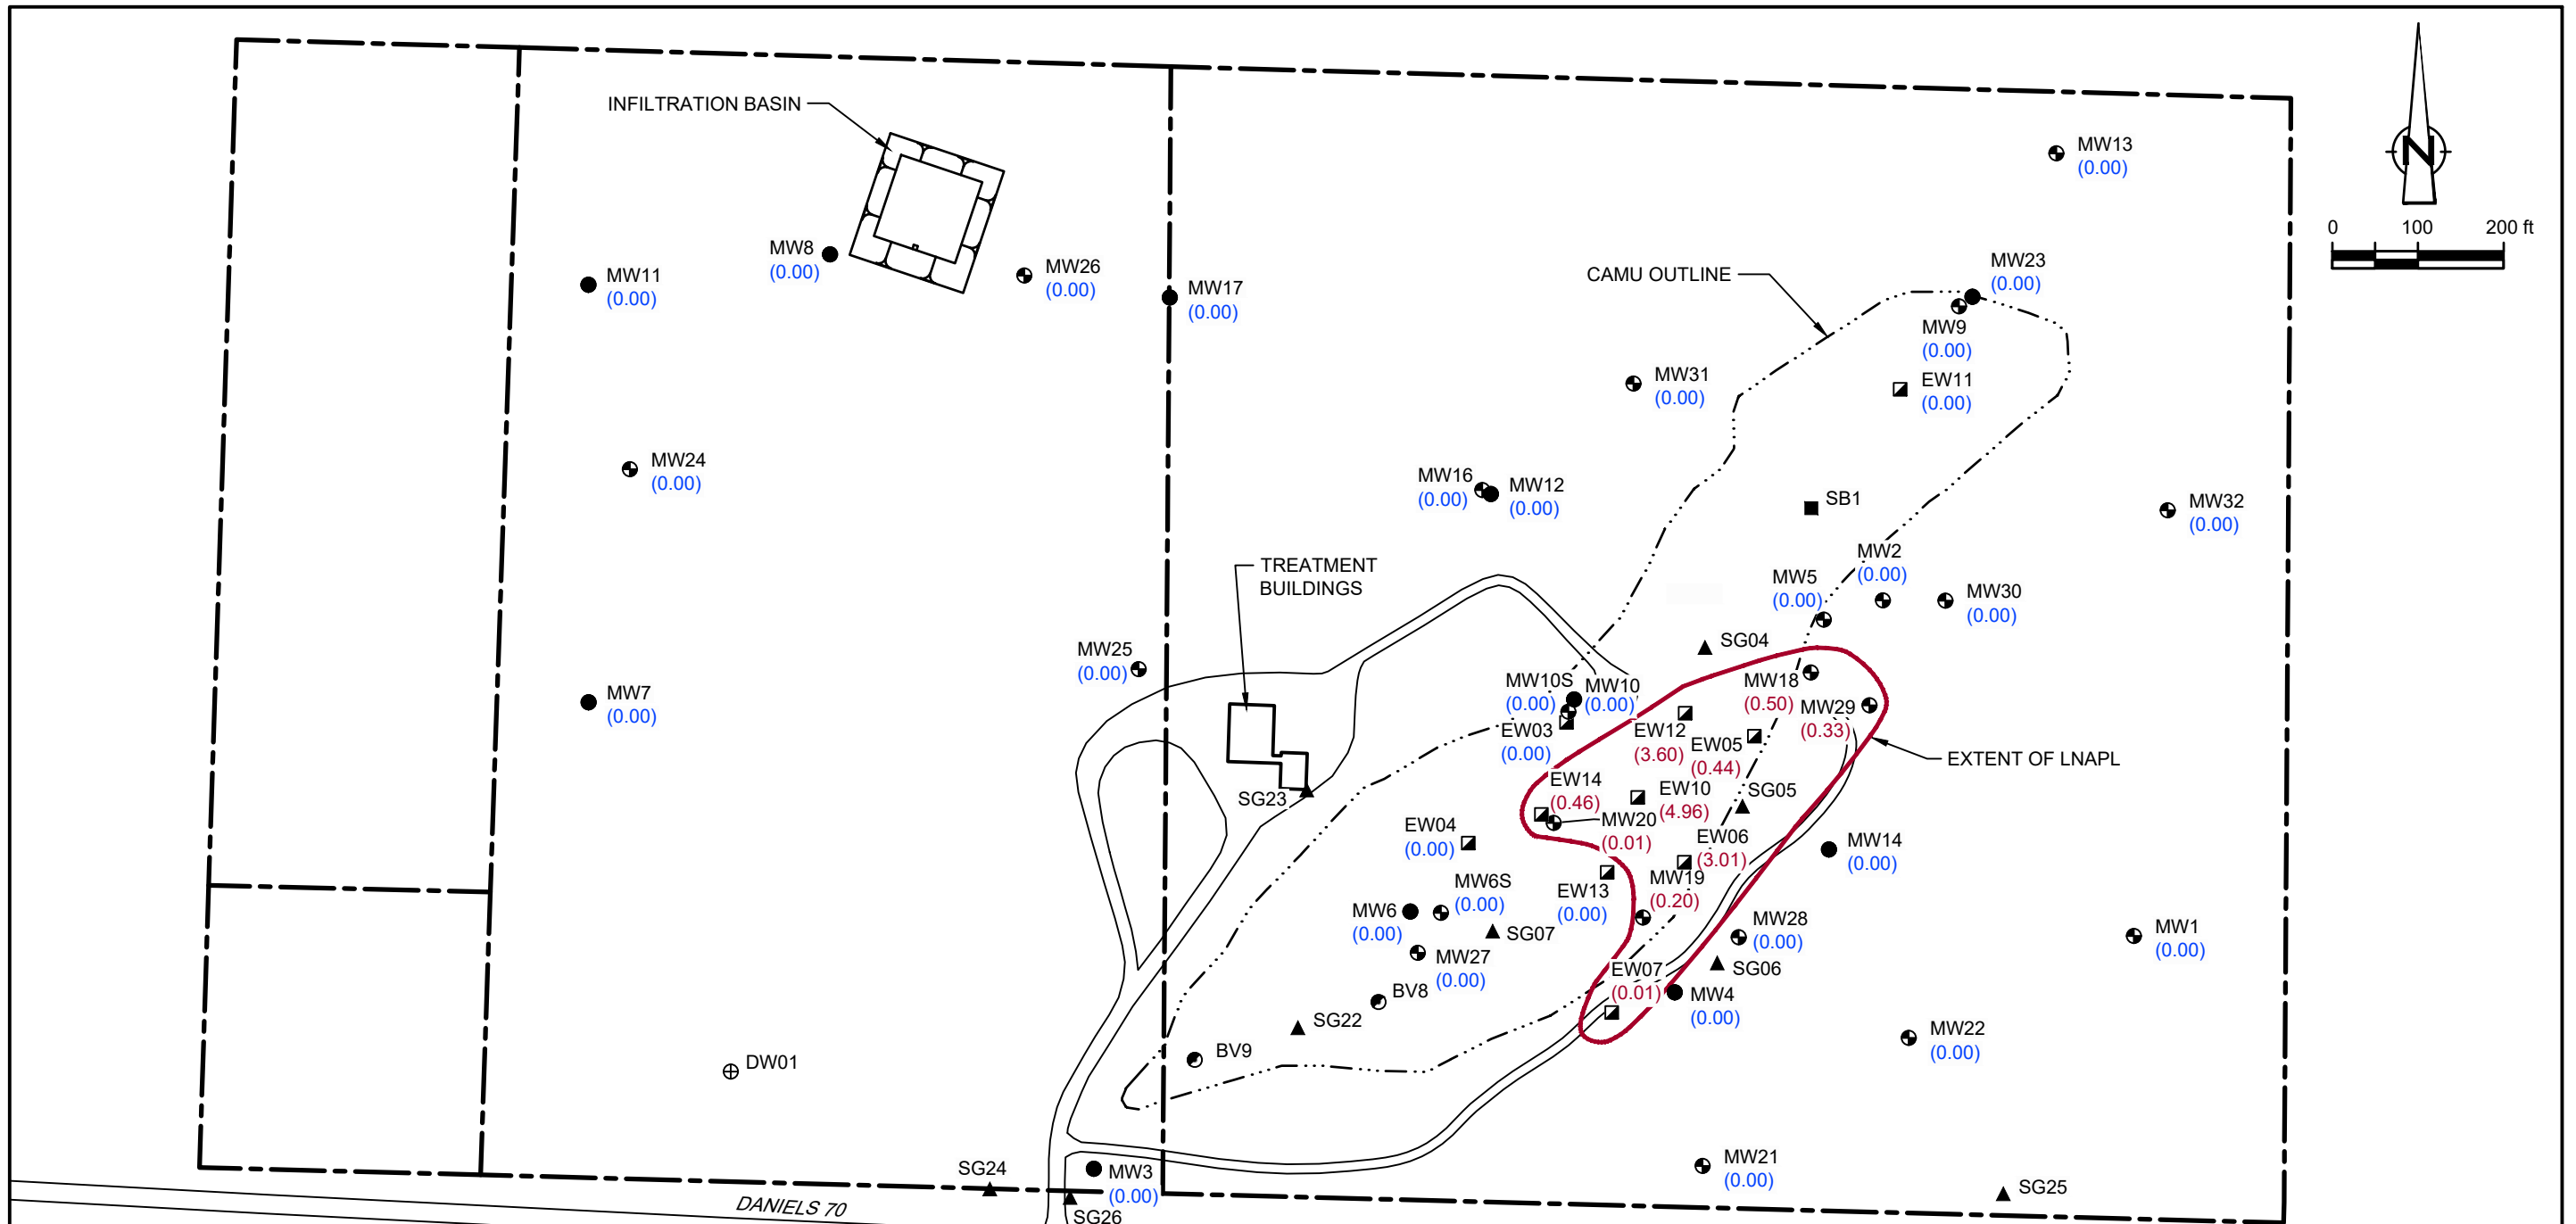 INFILTRATION BASIN
MW13
(0.00)
N
0 100 200 ft
MW8
(0.00)
MW26
(0.00)
MW11
(0.00)
MW17
(0.00)
CAMU OUTLINE
MW23
(0.00)
MW9
(0.00)
MW31
(0.00)
EW11
(0.00)
MW24
(0.00)
MW16
(0.00)
MW12
(0.00)
SB1
MW32
(0.00)
TREATMENT
BUILDINGS
MW2
(0.00)
MW5
(0.00)
MW30
(0.00)
SG04
MW25
(0.00)
MW7
(0.00)
MW10S
(0.00)
MW10
(0.00)
MW18
(0.50)
MW29
(0.33)
EW03
(0.00)
EW12
(3.60)
EW05
(0.44)
EXTENT OF LNAPL
SG23
EW14
(0.46)
EW10
(4.96)
SG05
MW20
(0.01)
EW04
(0.00)
EW06
(3.01)
MW14
(0.00)
MW6S
(0.00)
EW13
(0.00)
MW19
(0.20)
MW6
(0.00)
SG07
MW28
(0.00)
MW1
(0.00)
MW27
(0.00)
EW07
(0.01)
SG06
BV8
MW4
(0.00)
SG22
MW22
(0.00)
BV9
DW01
MW21
(0.00)
SG24
MW3
(0.00)
SG25
DANIELS 70
SG26